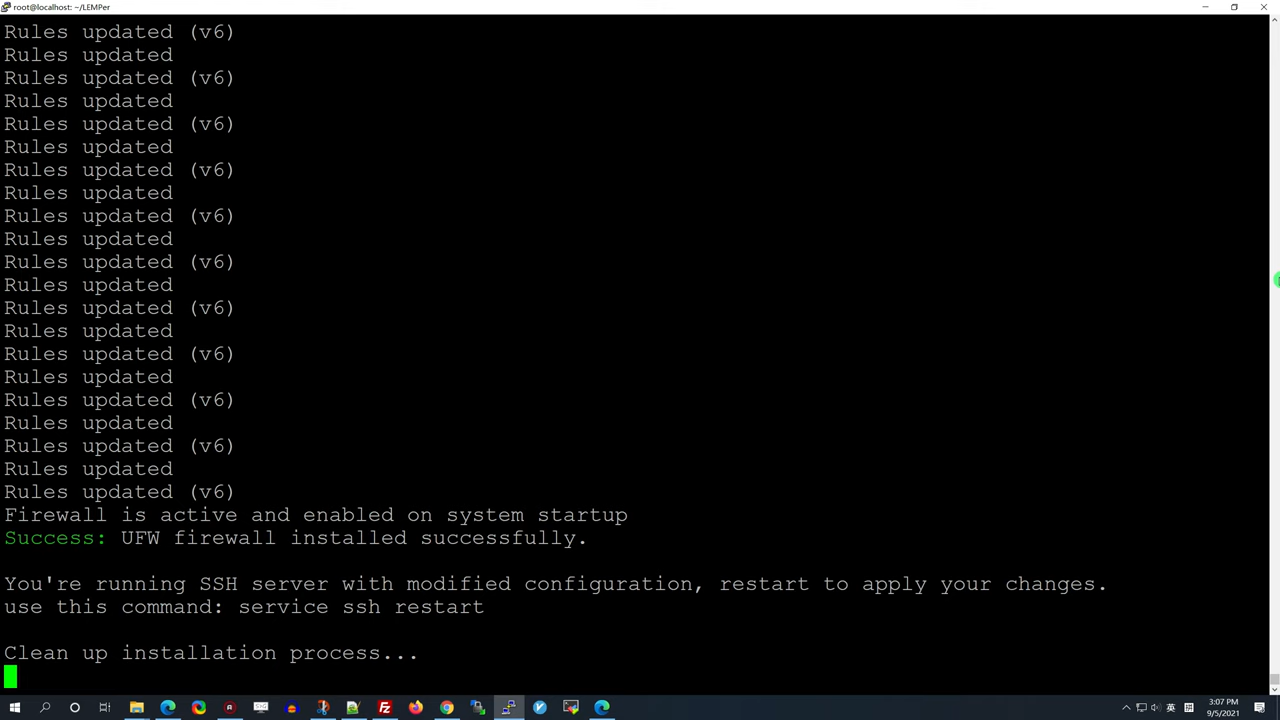 root@localhost: ~/LEMPer
Rules updated (v6)
Rules updated
Rules updated (v6)
Rules updated
Rules updated (v6)
Rules updated
Rules updated (v6)
Rules updated
Rules updated (v6)
Rules updated
Rules updated (v6)
Rules updated
Rules updated (v6)
Rules updated
Rules updated (v6)
Rules updated
Rules updated (v6)
Rules updated
Rules updated (v6)
Rules updated
Rules updated (v6)
Firewall is active and enabled on system startup
Success: UFW firewall installed successfully.
You're running SSH server with modified configuration, restart to apply your changes.
use this command: service ssh restart
Clean up installation process...
英
3:07 PM
9/5/2021